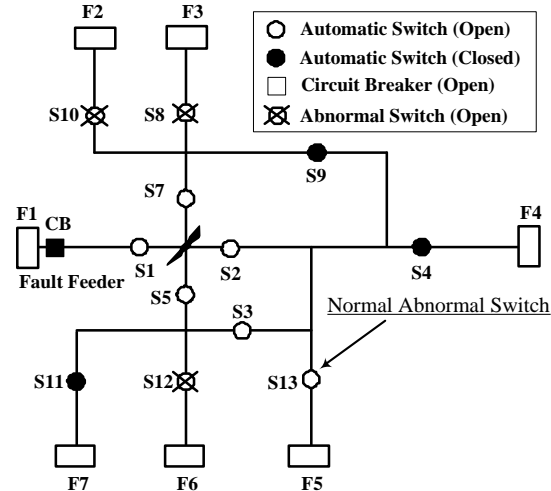 F2
F3
Automatic Switch (Open)
Automatic Switch (Closed)
Circuit Breaker (Open)
Abnormal Switch (Open)
S10
S8
S9
S7
F1
CB
F4
S1
S2
S4
Fault Feeder
S5
S3
Normal Abnormal Switch
S11
S12
S13
F7
F6
F5